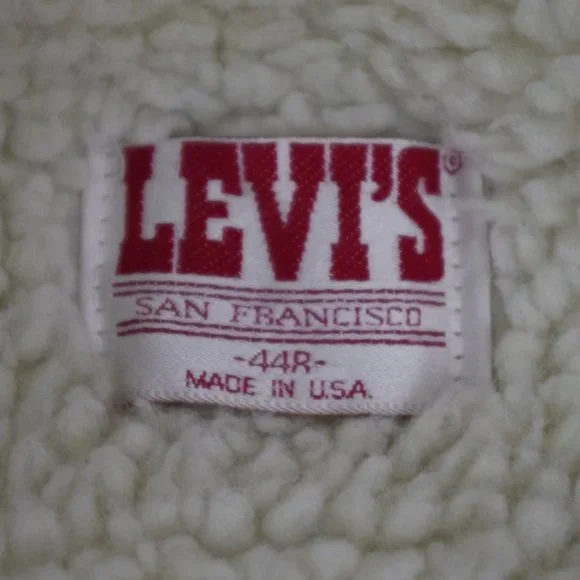 LEVI'S®
SAN FRANCISCO
-44R-
MADE IN U.S.A.